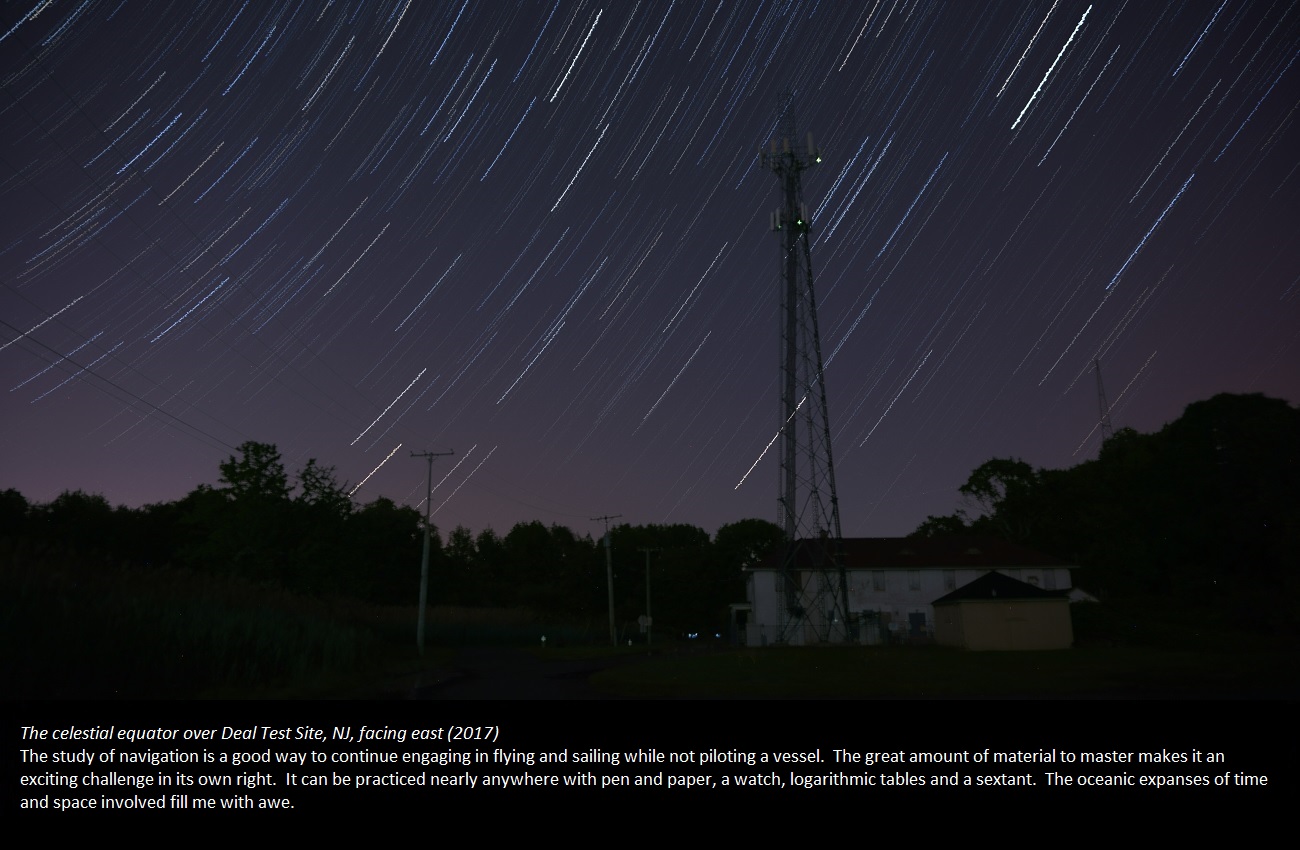 The celestial equator over Deal Test Site, NJ, facing east (2017)
The study of navigation is a good way to continue engaging in flying and sailing while not piloting a vessel.  The great amount of material to master makes it an
exciting challenge in its own right.  It can be practiced nearly anywhere with pen and paper, a watch, logarithmic tables and a sextant.  The oceanic expanses of time
and space involved fill me with awe.